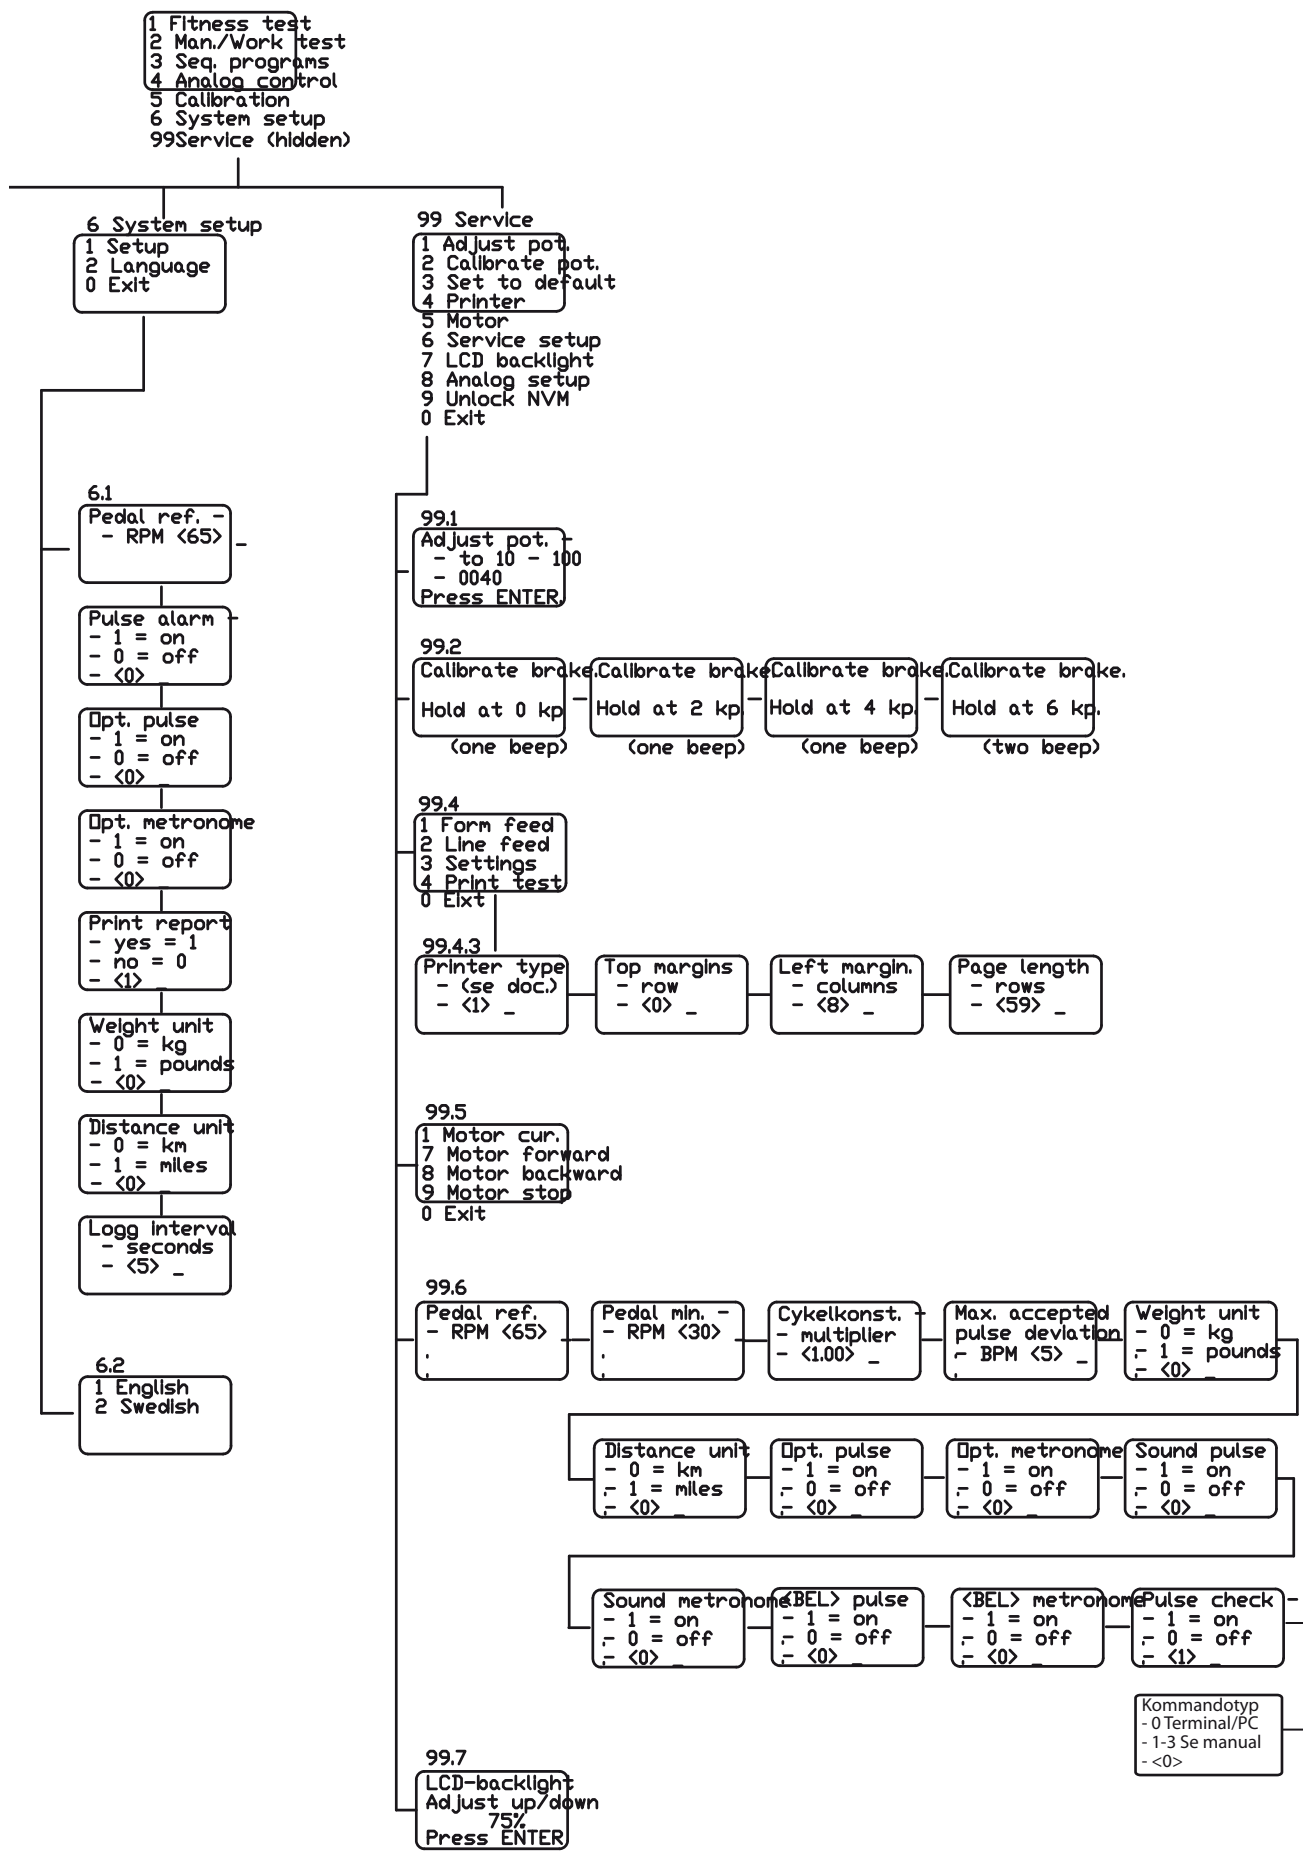 1 Fitness test
2 Man./Work test
3 Seq. programs
4 Analog control
5 Calibration
6 System setup
99Service (hidden)
6 System setup
1 Setup
2 Language
0 Exit
99 Service
1 Adjust pot.
2 Calibrate pot.
3 Set to default
4 Printer
5 Motor
6 Service setup
7 LCD backlight
8 Analog setup
9 Unlock NVM
0 Exit
6.1
Pedal ref. -
- RPM <65> _
Pulse alarm -
- 1 = on
- 0 = off
- <0> _
Opt. pulse
- 1 = on
- 0 = off
- <0> _
Opt. metronome
- 1 = on
- 0 = off
- <0> _
Print report
- yes = 1
- no = 0
- <1> _
Weight unit
- 0 = kg
- 1 = pounds
- <0> _
Distance unit
- 0 = km
- 1 = miles
- <0> _
Logg interval
- seconds
- <5> _
6.2
1 English
2 Swedish
99.1
Adjust pot. -
- to 10 - 100
- 0040
Press ENTER.
99.2
Calibrate brake.
Hold at 0 kp
(one beep)
Calibrate brake.
Hold at 2 kp.
(one beep)
Calibrate brake.
Hold at 4 kp.
(one beep)
Calibrate brake.
Hold at 6 kp.
(two beep)
99.4
1 Form feed
2 Line feed
3 Settings
4 Print test
0 Eixt
99.4.3
Printer type
- (se doc.)
- <1> _
Top margins
- row
- <0> _
Left margin.
- columns
- <8> _
Page length
- rows
- <59> _
99.5
1 Motor cur.
7 Motor forward
8 Motor backward
9 Motor stop
0 Exit
99.6
Pedal ref.
- RPM <65>
Pedal min. -
- RPM <30>
Cykelkonst. -
- multiplier
- <1.00> _
Max. accepted
pulse deviation
- BPM <5> _
Weight unit
- 0 = kg
- 1 = pounds
- <0> _
Distance unit
- 0 = km
- 1 = miles
- <0> _
Opt. pulse
- 1 = on
- 0 = off
- <0> _
Opt. metronome
- 1 = on
- 0 = off
- <0> _
Sound pulse
- 1 = on
- 0 = off
- <0> _
Sound metronome
- 1 = on
- 0 = off
- <0> _
<BEL> pulse
- 1 = on
- 0 = off
- <0> _
<BEL> metronome
- 1 = on
- 0 = off
- <0> _
Pulse check -
- 1 = on
- 0 = off
- <1> _
Kommandotyp
- 0 Terminal/PC
- 1-3 Se manual
- <0>
99.7
LCD-backlight
Adjust up/down
75%
Press ENTER